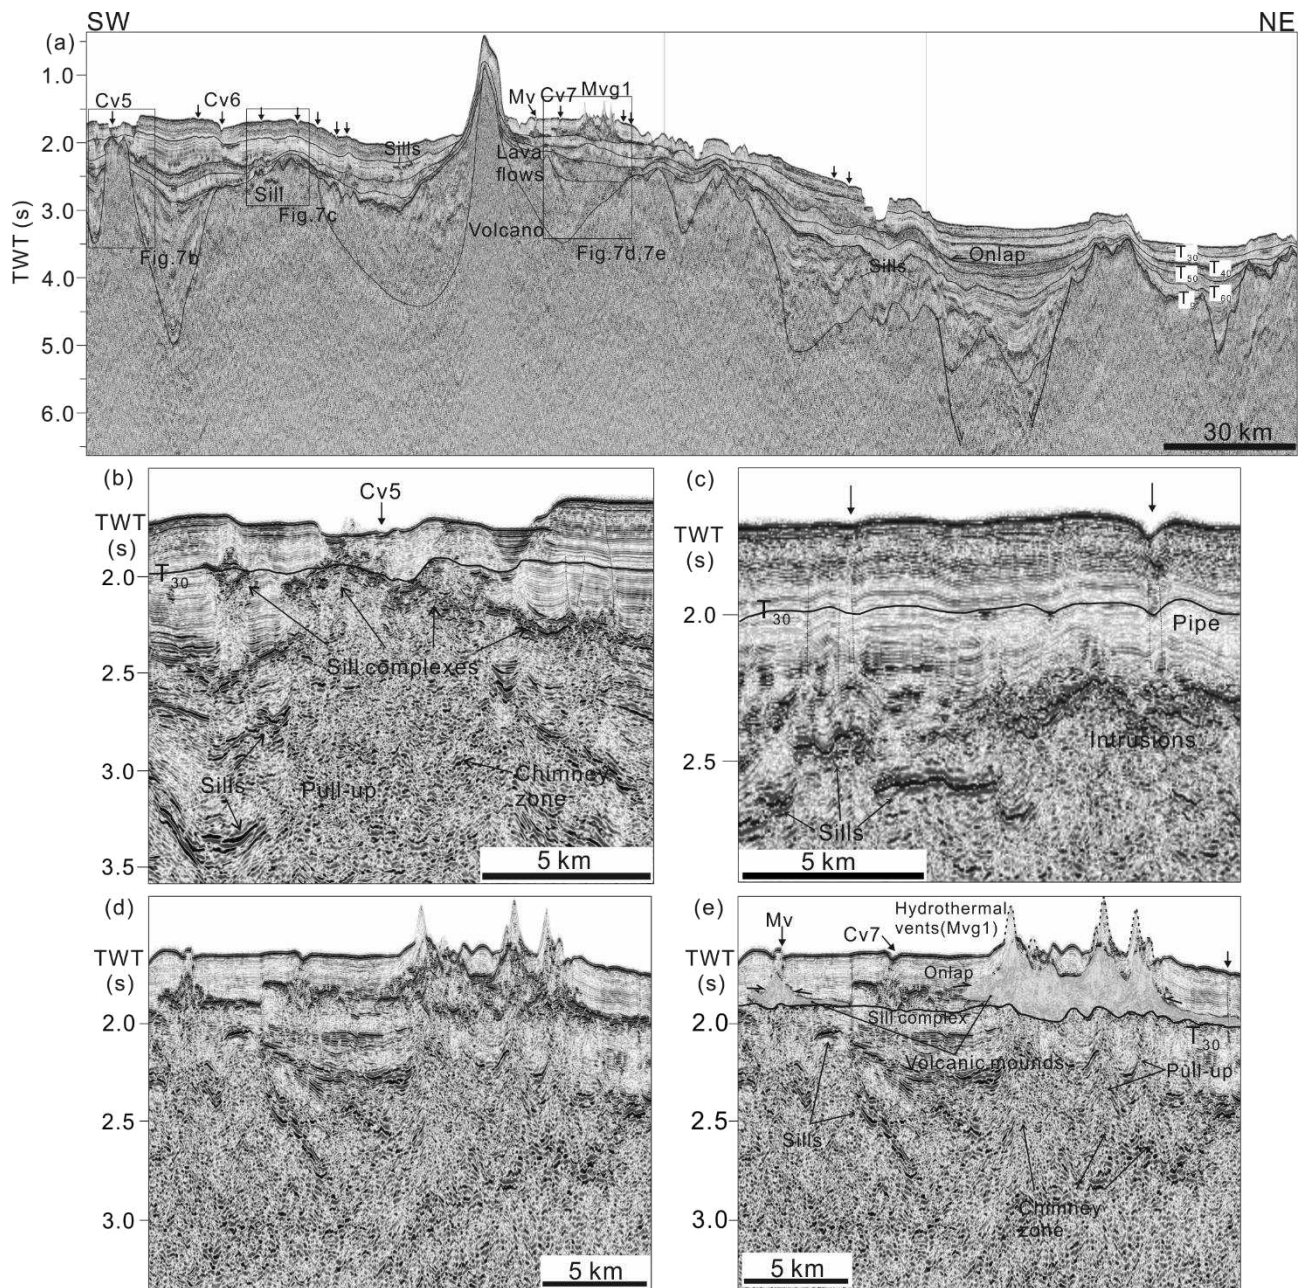 SW
NE
(a)
1.0
2.0
3.0
4.0
5.0
6.0
TWT (s)
Cv5
Cv6
Mv
Cv7
Mvg1
Sills
Lava
flows
Sill
Fig.7c
Volcano
Fig.7b
Fig.7d,7e
Onlap
Sills
T30
T40
T50
T60
30 km
(b)
TWT
(s)
Cv5
T30
2.0
Sill complexes
2.5
3.0
Sills
Pull-up
Chimney
zone
3.5
5 km
(c)
TWT
(s)
T30
2.0
Pipe
Intrusions
2.5
Sills
5 km
(d)
TWT
(s)
2.0
2.5
3.0
5 km
(e)
TWT
(s)
Mv
Cv7
Hydrothermal
vents(Mvg1)
Onlap
Sill complex
2.0
T30
Volcanic mounds
Pull-up
2.5
Sills
Chimney
zone
3.0
5 km